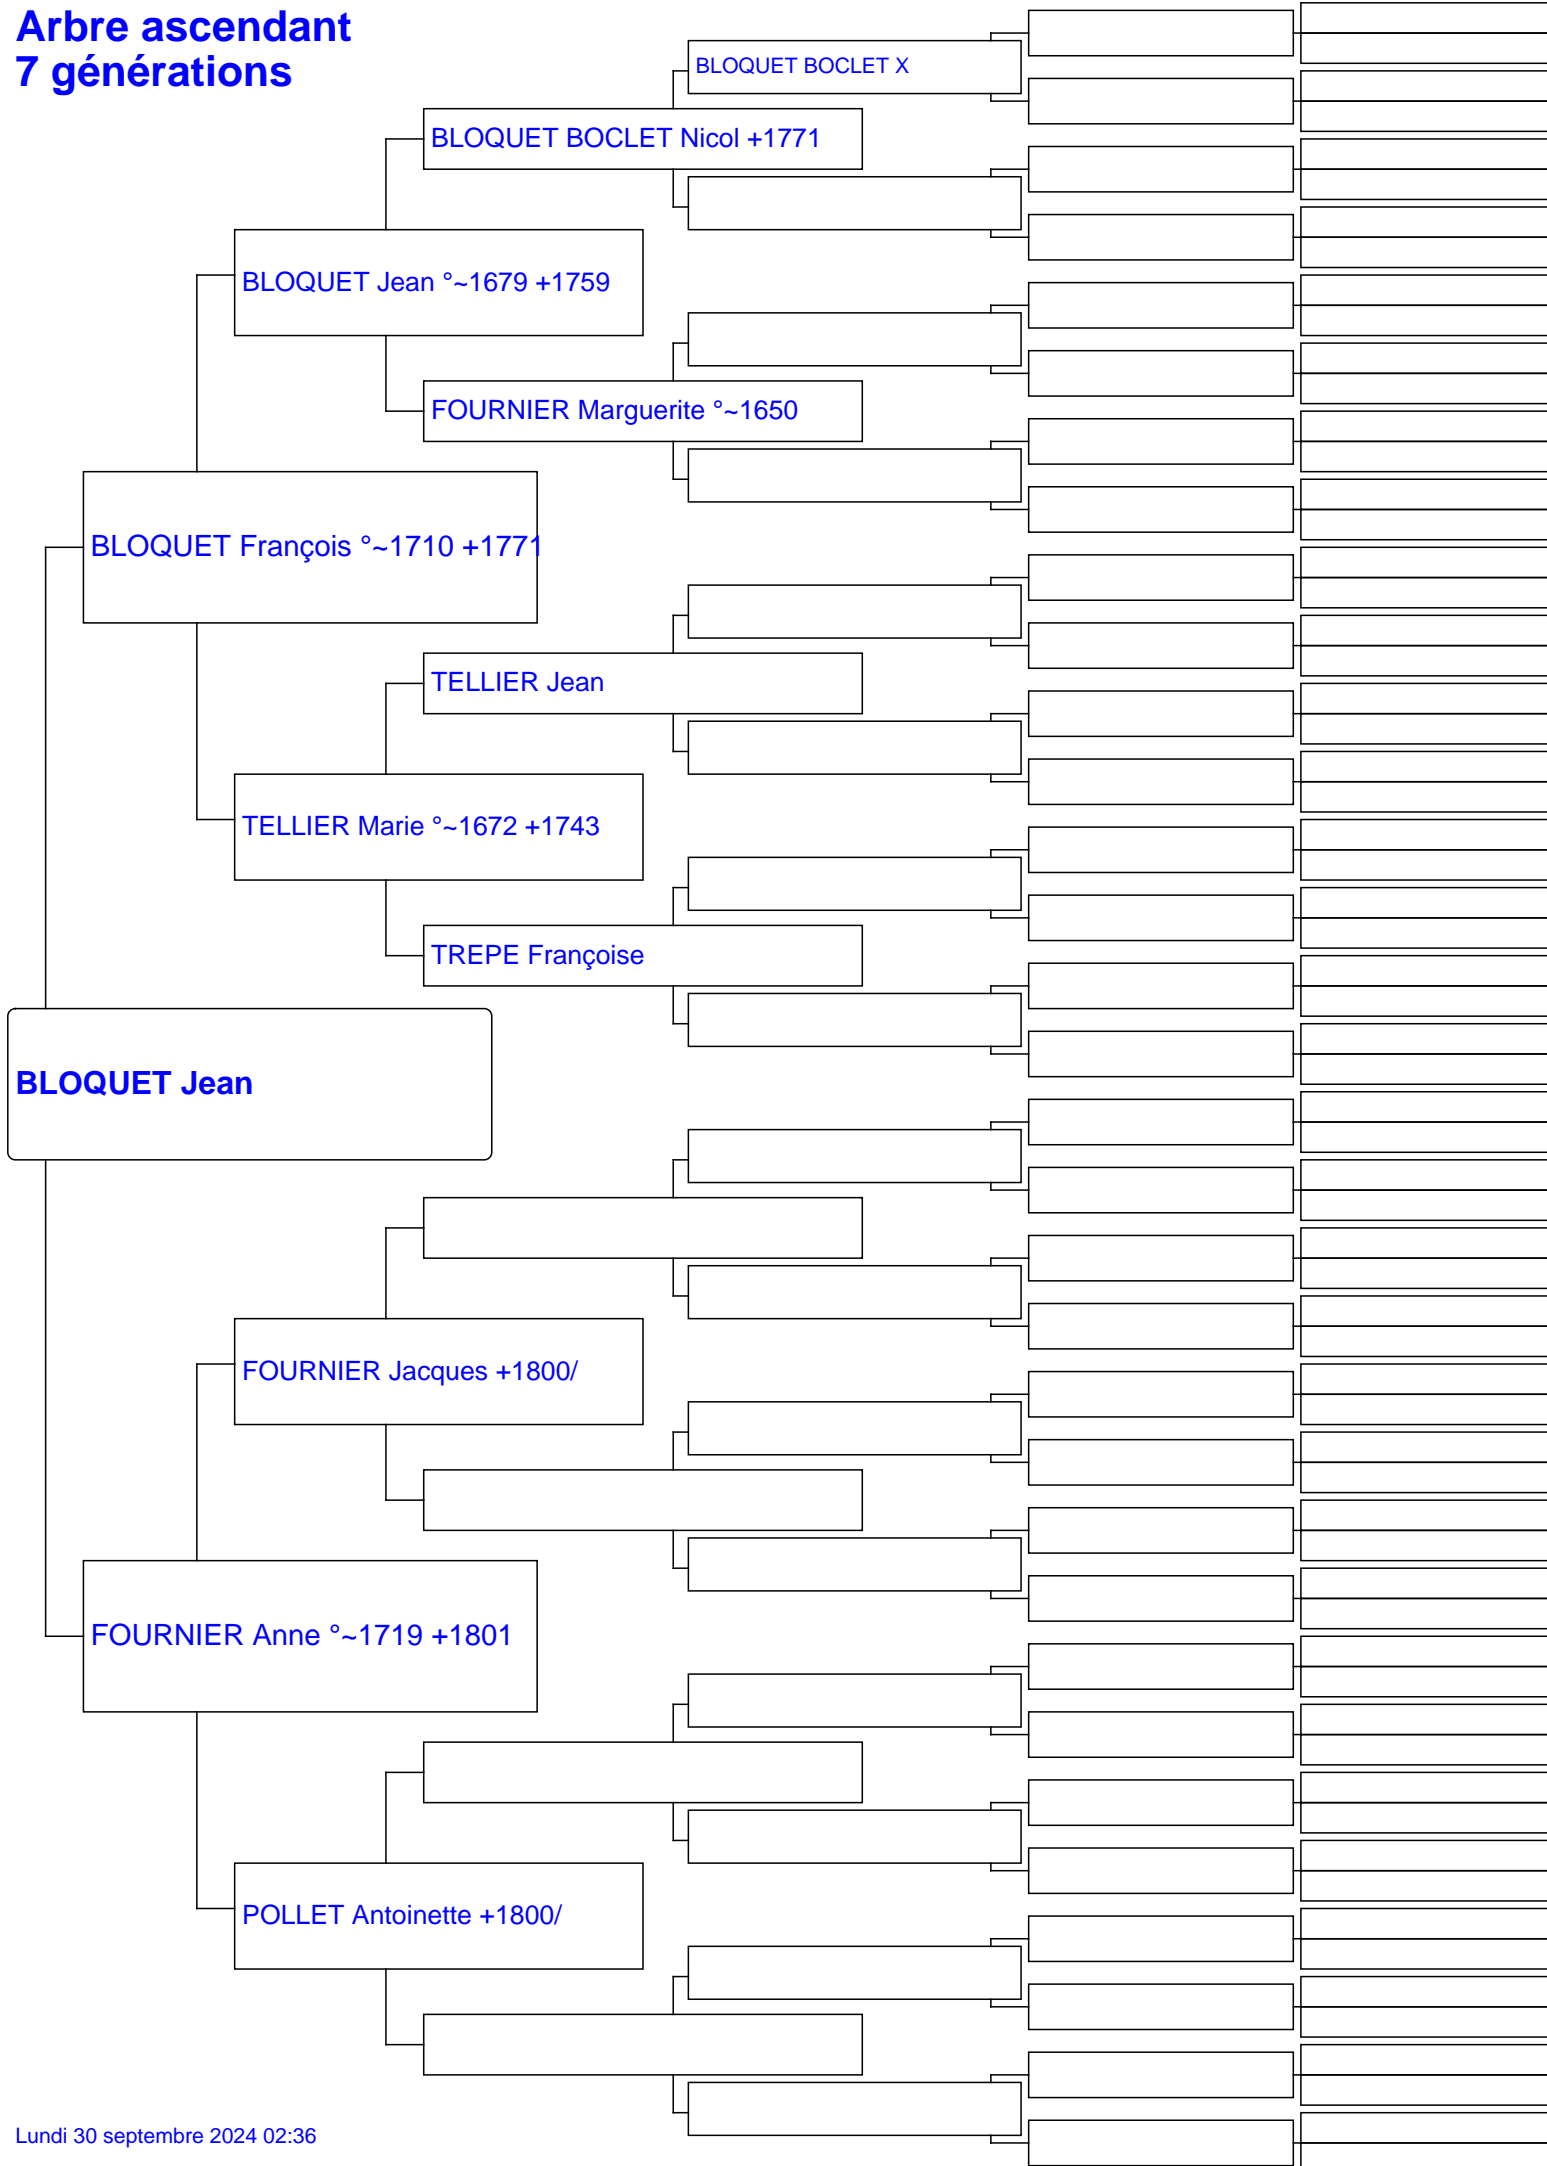 Arbre ascendant
7 générations
BLOQUET BOCLET X
BLOQUET BOCLET Nicol +1771
BLOQUET Jean °~1679 +1759
FOURNIER Marguerite °~1650
BLOQUET François °~1710 +1771
TELLIER Jean
TELLIER Marie °~1672 +1743
TREPE Françoise
BLOQUET Jean
FOURNIER Jacques +1800/
FOURNIER Anne °~1719 +1801
POLLET Antoinette +1800/
Lundi 30 septembre 2024 02:36